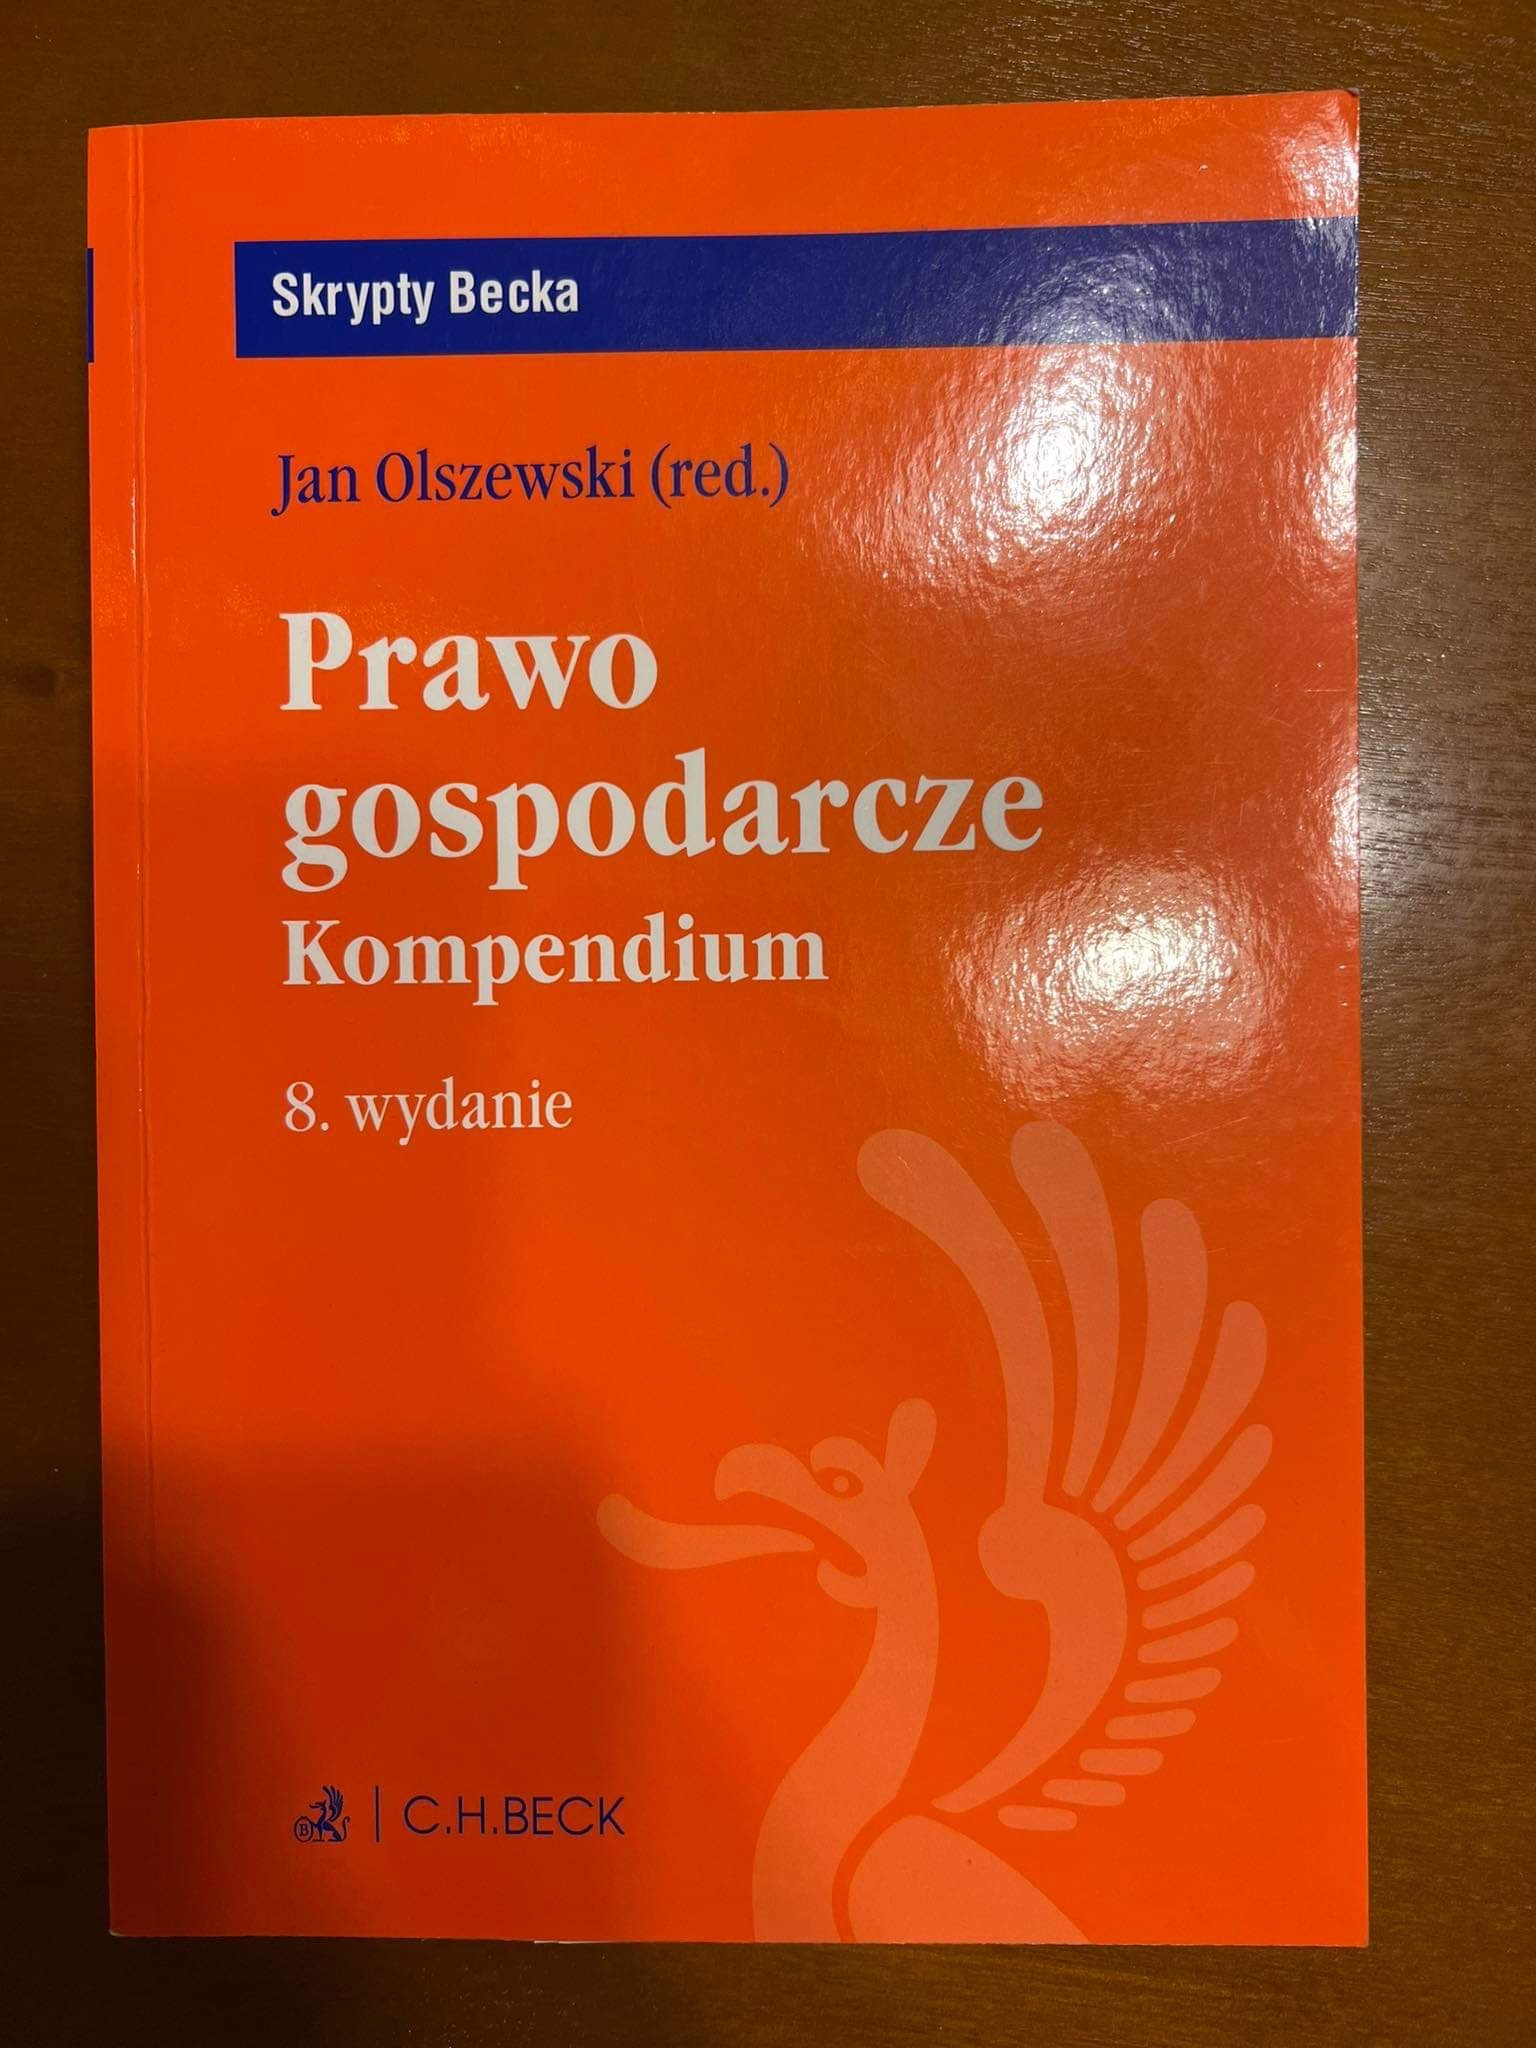 Skrypty Becka
Jan Olszewski (red.)
Prawo
gospodarcze
Kompendium
8. wydanie
B C.H.BECK